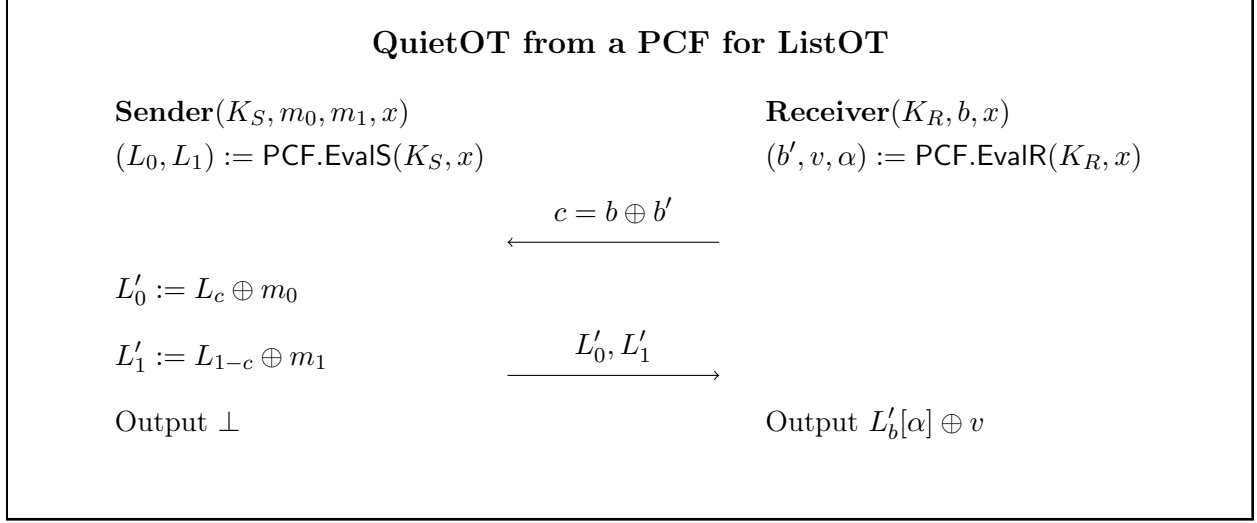 QuietOT from a PCF for ListOT
Sender(K_S, m_0, m_1, x) Receiver(K_R, b, x)
(L_0, L_1) := PCF.EvalS(K_S, x) (b′, v, α) := PCF.EvalR(K_R, x)
c = b ⊕ b′
L′_0 := L_c ⊕ m_0
L′_1 := L_{1−c} ⊕ m_1 L′_0, L′_1
Output ⊥ Output L′_b[α] ⊕ v